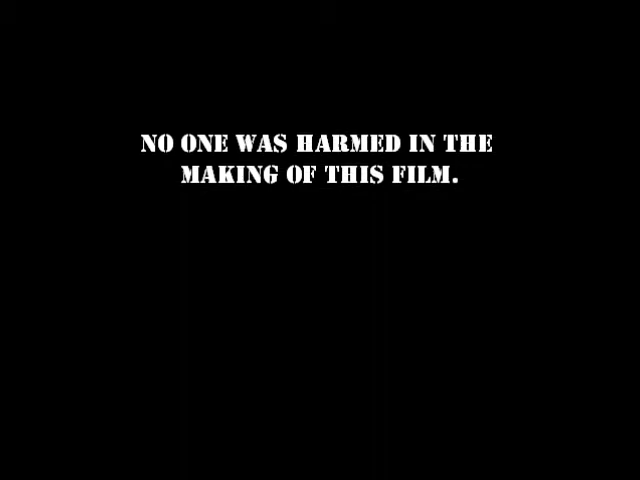 NO ONE WAS HARMED IN THE
MAKING OF THIS FILM.